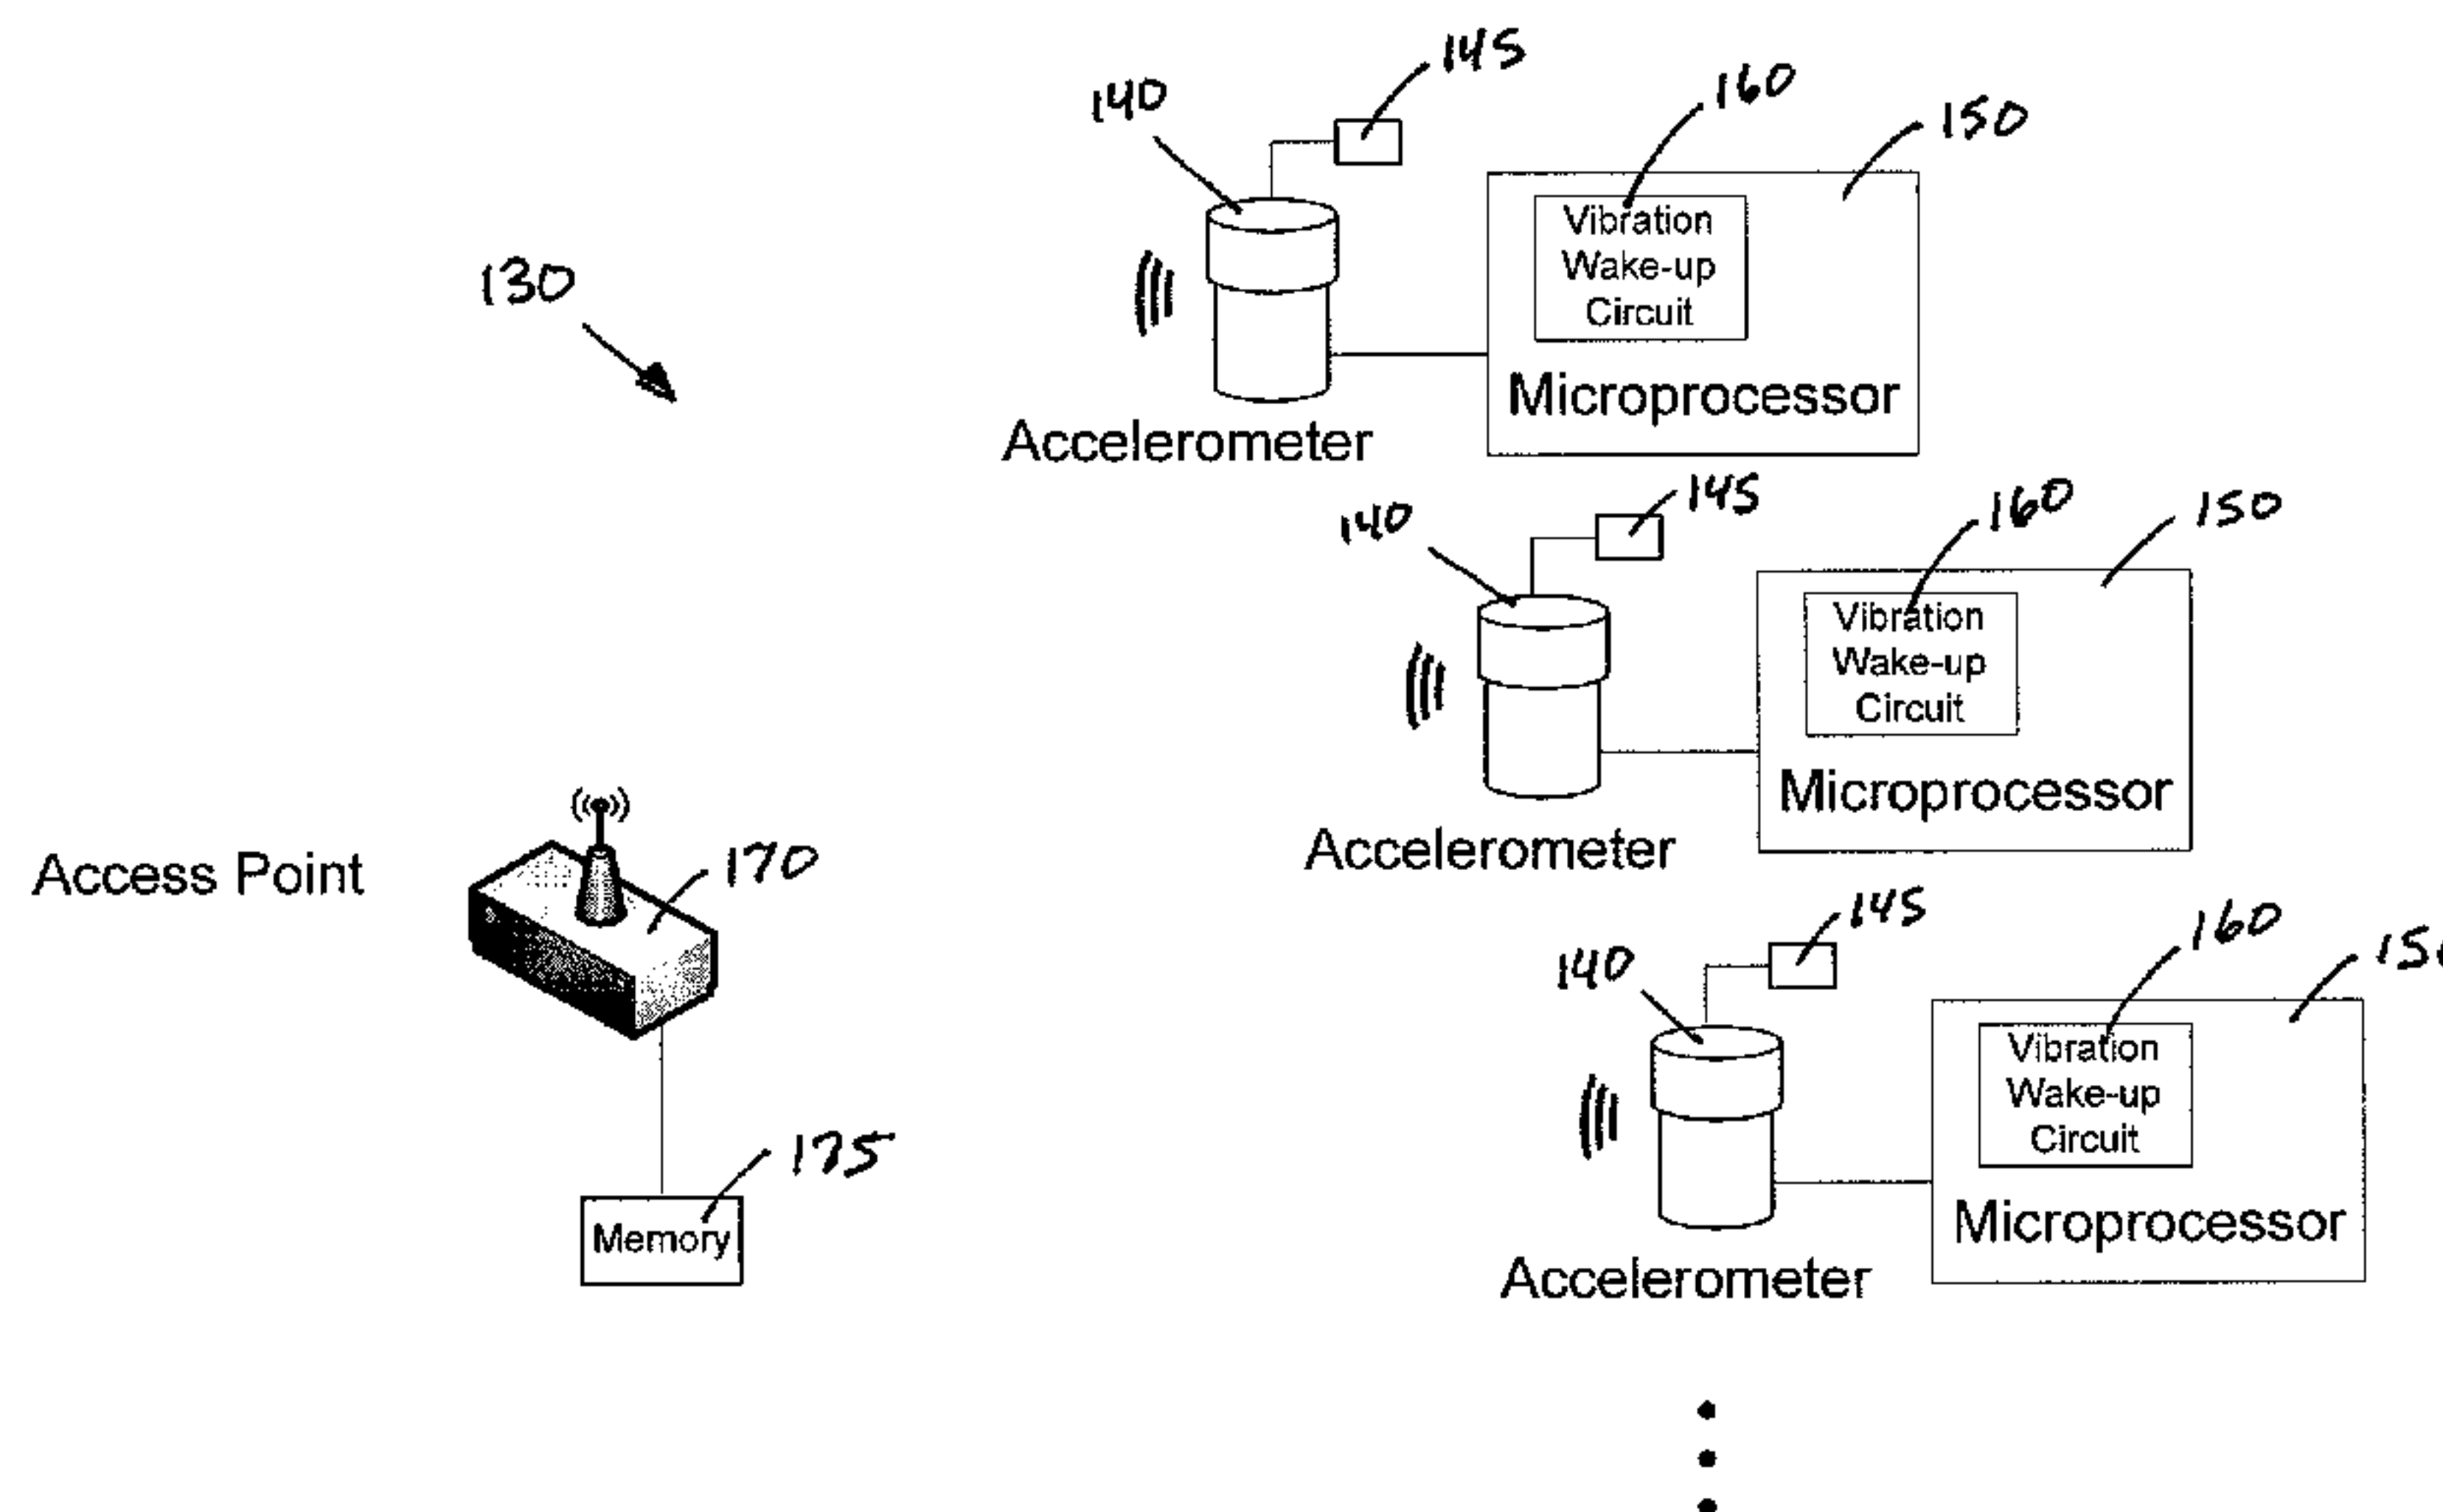 145
140
160
150
Vibration
Wake-up
Circuit
130
Microprocessor
Accelerometer
145
140
160
150
Vibration
Wake-up
Circuit
Microprocessor
Accelerometer
Access Point
170
145
140
160
Vibration
Wake-up
Circuit
175
Memory
Microprocessor
Accelerometer